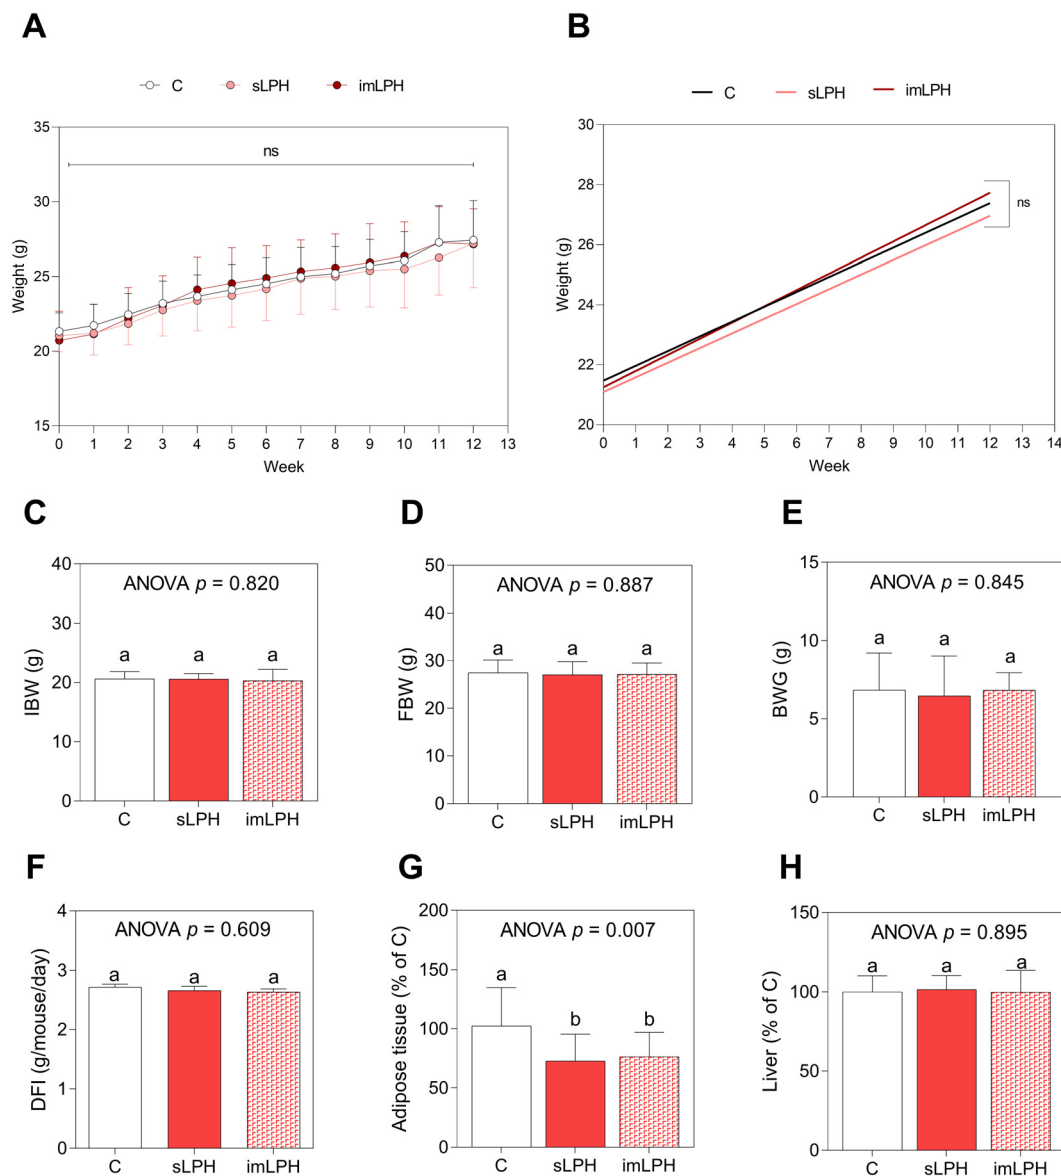 A
C sLPH imLPH
35
30
25
20
15
ns
Weight (g)
0 1 2 3 4 5 6 7 8 9 10 11 12 13
Week
B
C sLPH imLPH
30
28
26
24
22
20
ns
Weight (g)
0 1 2 3 4 5 6 7 8 9 10 11 12 13 14
Week
C
ANOVA p = 0.820
40
30
20
10
0
IBW (g)
a a a
C sLPH imLPH
D
ANOVA p = 0.887
50
40
30
20
10
0
FBW (g)
a a a
C sLPH imLPH
E
ANOVA p = 0.845
15
10
5
0
BWG (g)
a a a
C sLPH imLPH
F
ANOVA p = 0.609
4
3
2
1
0
DFI (g/mouse/day)
a a a
C sLPH imLPH
G
ANOVA p = 0.007
200
150
100
50
0
Adipose tissue (% of C)
a b b
C sLPH imLPH
H
ANOVA p = 0.895
150
100
50
0
Liver (% of C)
a a a
C sLPH imLPH